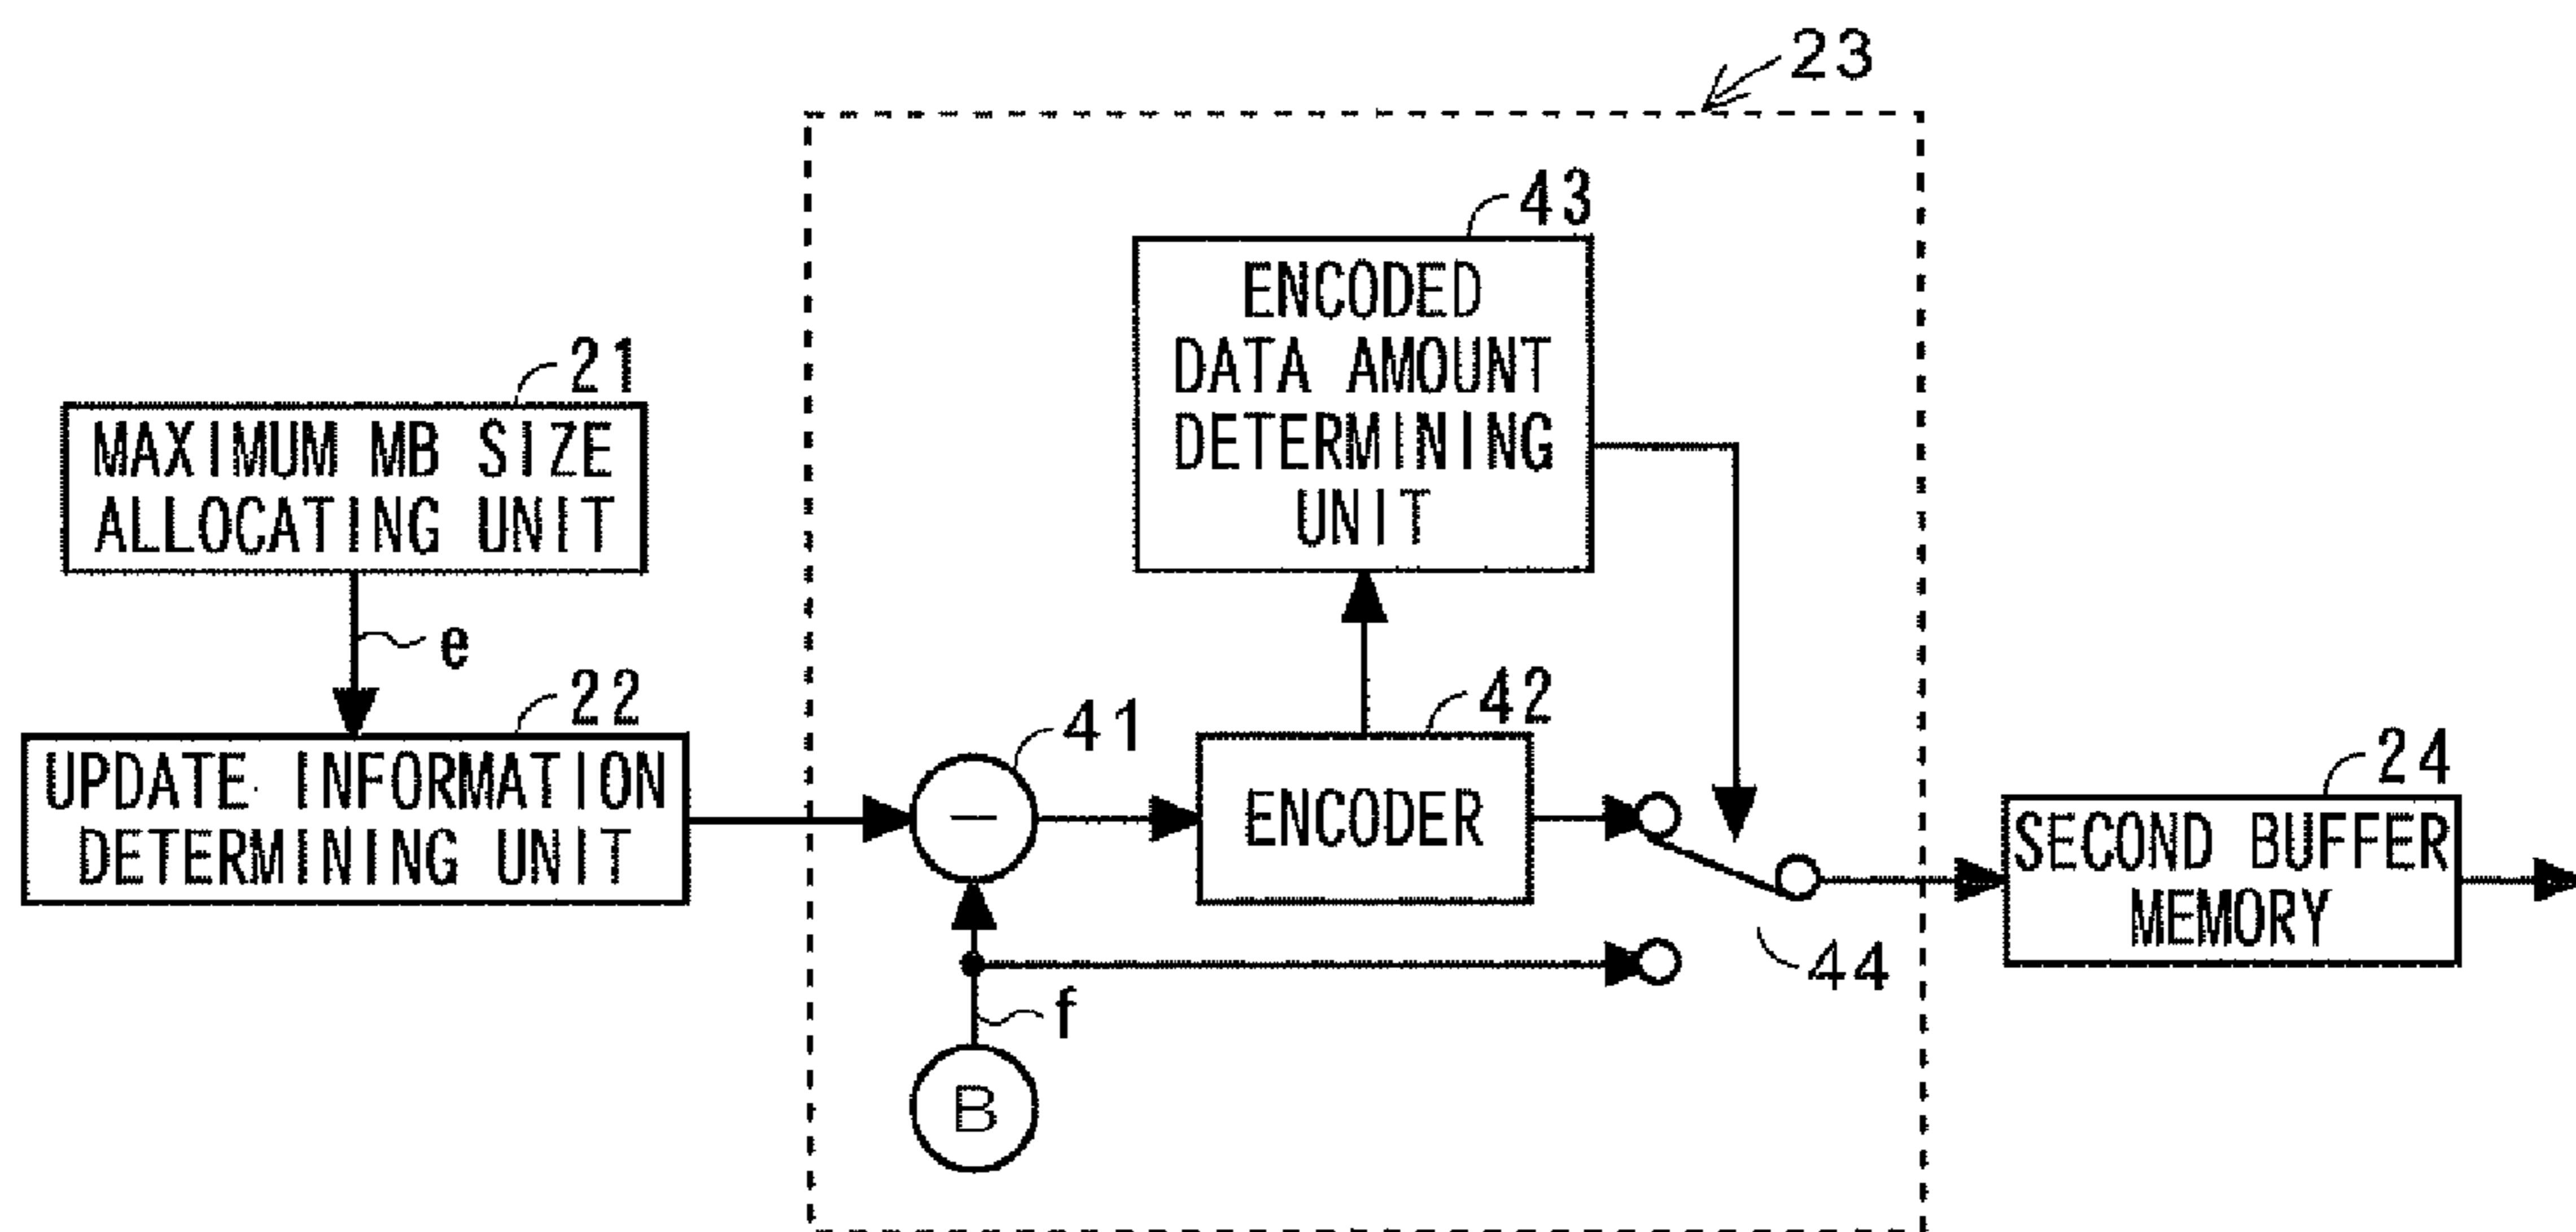 23
43
ENCODED
DATA AMOUNT
DETERMINING
UNIT
21
MAXIMUM MB SIZE
ALLOCATING UNIT
e
22
UPDATE INFORMATION
DETERMINING UNIT
41
−
42
ENCODER
44
24
SECOND BUFFER
MEMORY
f
B